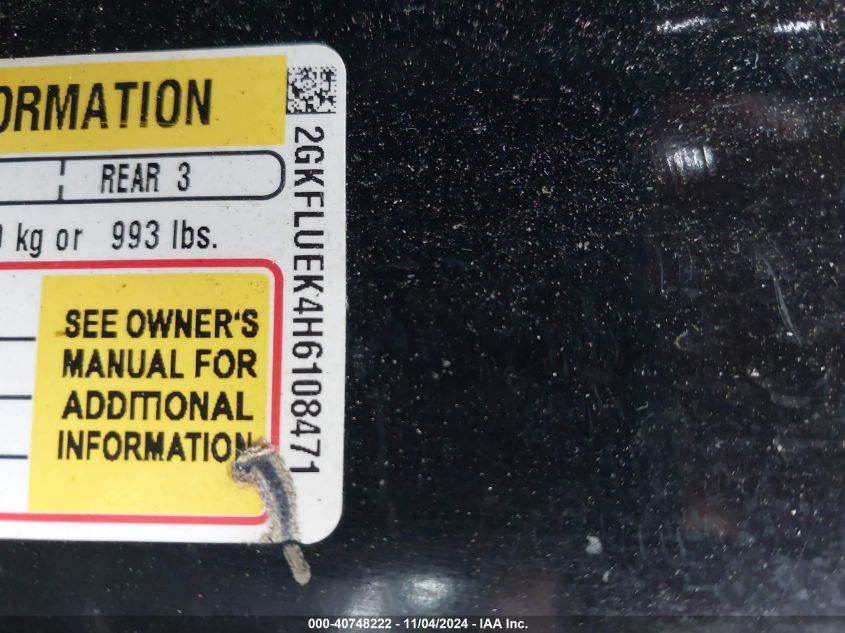 ORMATION
REAR 3
kg or 993 lbs.
SEE OWNER'S
MANUAL FOR
ADDITIONAL
INFORMATION
2GKFLUEK4H6108471
000-40748222 - 11/04/2024 - IAA Inc.